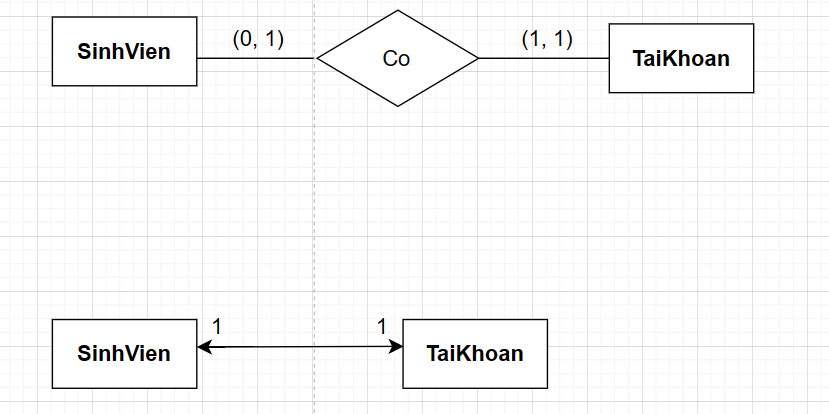 SinhVien (0, 1) Co (1, 1) TaiKhoan
SinhVien 1 1 TaiKhoan